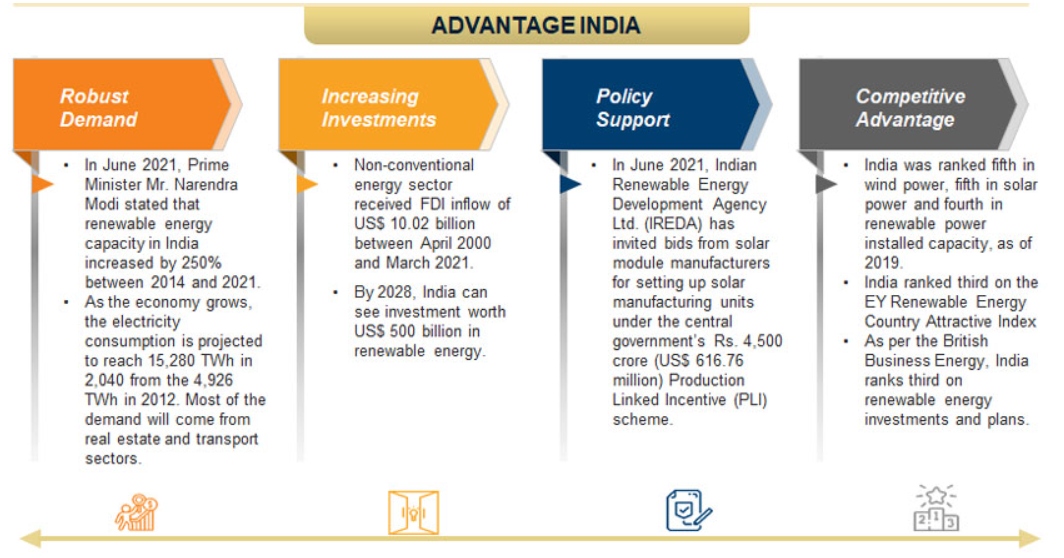 ADVANTAGE INDIA
Robust
Demand
• In June 2021, Prime
Minister Mr. Narendra
Modi stated that
renewable energy
capacity in India
increased by 250%
between 2014 and 2021.
• As the economy grows,
the electricity
consumption is projected
to reach 15,280 TWh in
2,040 from the 4,926
TWh in 2012. Most of the
demand will come from
real estate and transport
sectors.
Increasing
Investments
• Non-conventional
energy sector
received FDI inflow of
US$ 10.02 billion
between April 2000
and March 2021.
• By 2028, India can
see investment worth
US$ 500 billion in
renewable energy.
Policy
Support
• In June 2021, Indian
Renewable Energy
Development Agency
Ltd. (IREDA) has
invited bids from solar
module manufacturers
for setting up solar
manufacturing units
under the central
government's Rs. 4,500
crore (US$ 616.76
million) Production
Linked Incentive (PLI)
scheme.
Competitive
Advantage
• India was ranked fifth in
wind power, fifth in solar
power and fourth in
renewable power
installed capacity, as of
2019.
• India ranked third on the
EY Renewable Energy
Country Attractive Index
• As per the British
Business Energy, India
ranks third on
renewable energy
investments and plans.
$
2 1 3